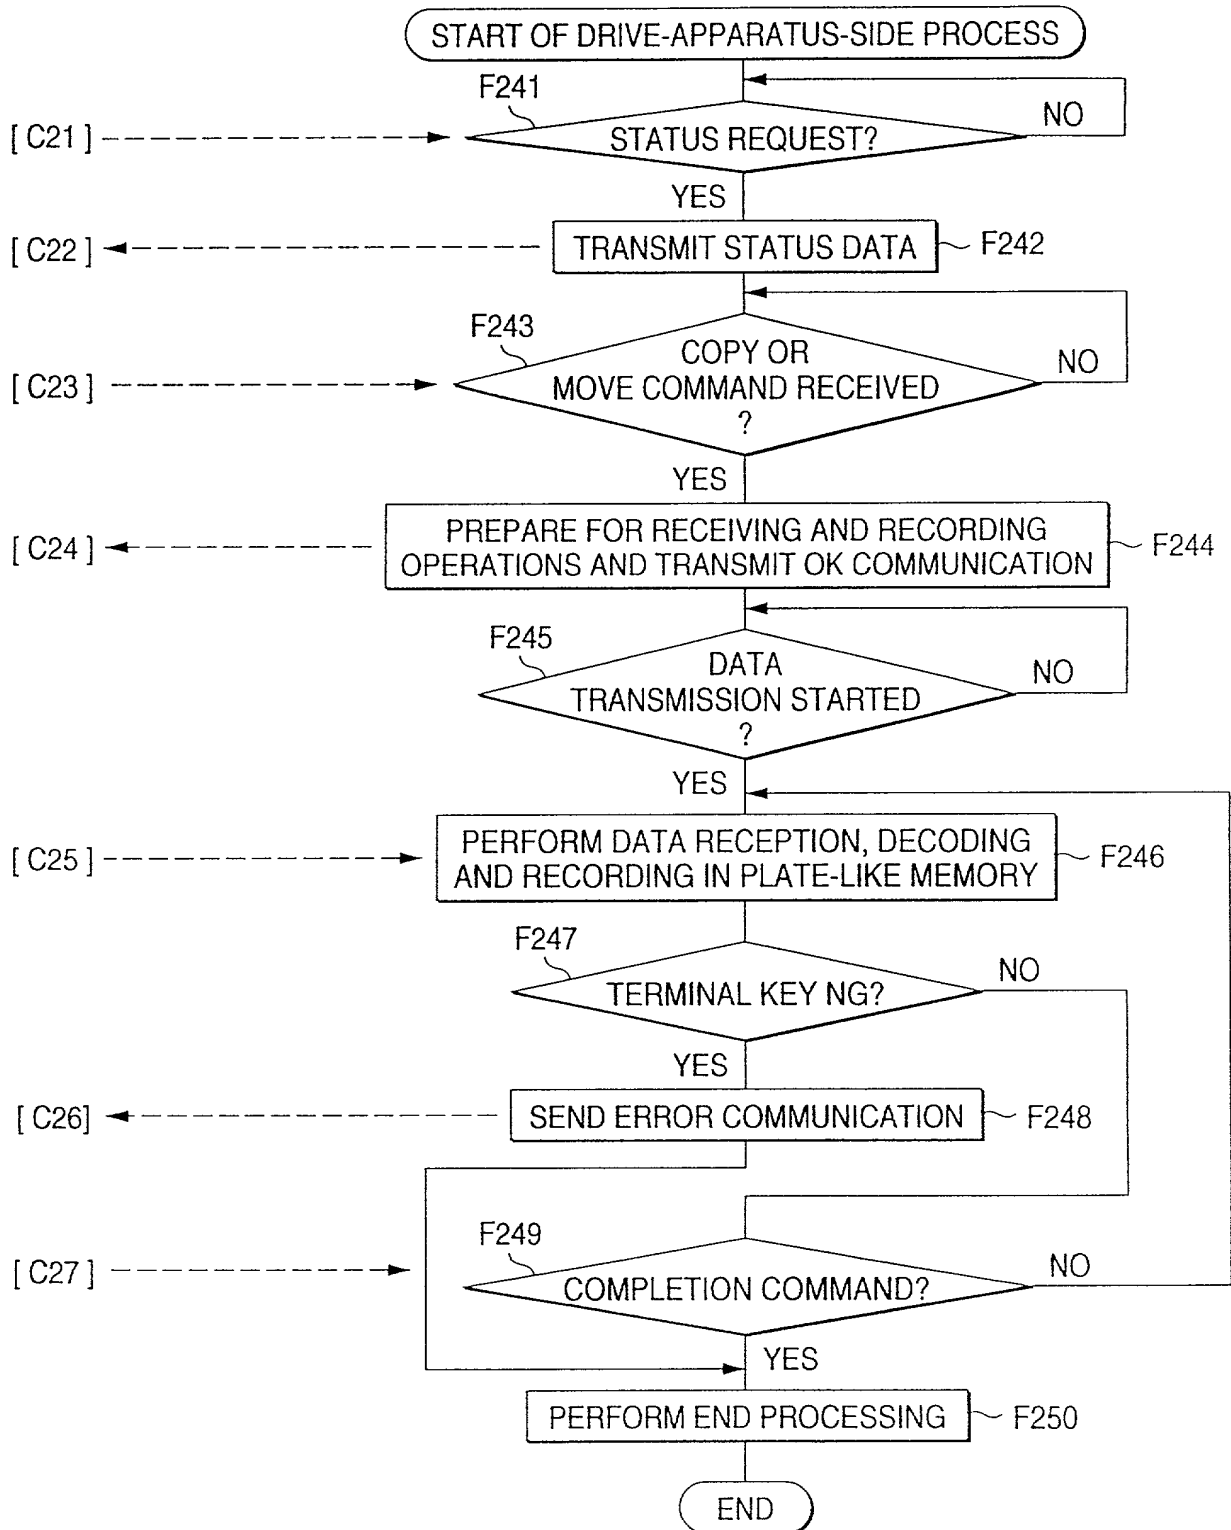 START OF DRIVE-APPARATUS-SIDE PROCESS
F241
NO
[ C21 ]
STATUS REQUEST?
YES
[ C22 ]
TRANSMIT STATUS DATA
F242
F243
COPY OR
NO
[ C23 ]
MOVE COMMAND RECEIVED
?
YES
PREPARE FOR RECEIVING AND RECORDING
[ C24 ]
F244
OPERATIONS AND TRANSMIT OK COMMUNICATION
F245
DATA
NO
TRANSMISSION STARTED
?
YES
PERFORM DATA RECEPTION, DECODING
[ C25 ]
F246
AND RECORDING IN PLATE-LIKE MEMORY
F247
NO
TERMINAL KEY NG?
YES
[ C26]
SEND ERROR COMMUNICATION
F248
F249
[ C27 ]
COMPLETION COMMAND?
NO
YES
PERFORM END PROCESSING
F250
END